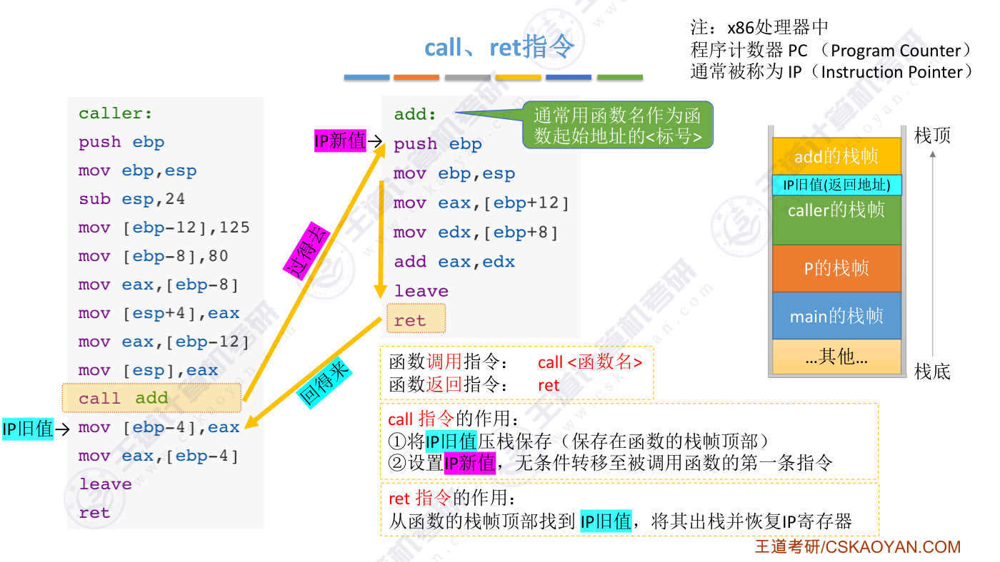 call、ret指令
注：x86处理器中
程序计数器 PC （Program Counter）
通常被称为 IP（Instruction Pointer）
caller:
push ebp
mov ebp,esp
sub esp,24
mov [ebp-12],125
mov [ebp-8],80
mov eax,[ebp-8]
mov [esp+4],eax
mov eax,[ebp-12]
mov [esp],eax
call add
IP旧值→
mov [ebp-4],eax
mov eax,[ebp-4]
leave
ret
过得去
回得来
add:
通常用函数名作为函
数起始地址的<标号>
IP新值→
push ebp
mov ebp,esp
mov eax,[ebp+12]
mov edx,[ebp+8]
add eax,edx
leave
ret
函数调用指令： call <函数名>
函数返回指令： ret
call 指令的作用：
①将IP旧值压栈保存（保存在函数的栈帧顶部）
②设置IP新值，无条件转移至被调用函数的第一条指令
ret 指令的作用：
从函数的栈帧顶部找到 IP旧值，将其出栈并恢复IP寄存器
栈顶
add的栈帧
IP旧值(返回地址)
caller的栈帧
P的栈帧
main的栈帧
...其他...
栈底
王道考研/CSKAOYAN.COM
王道计算机考研
www.cskaoyan.com